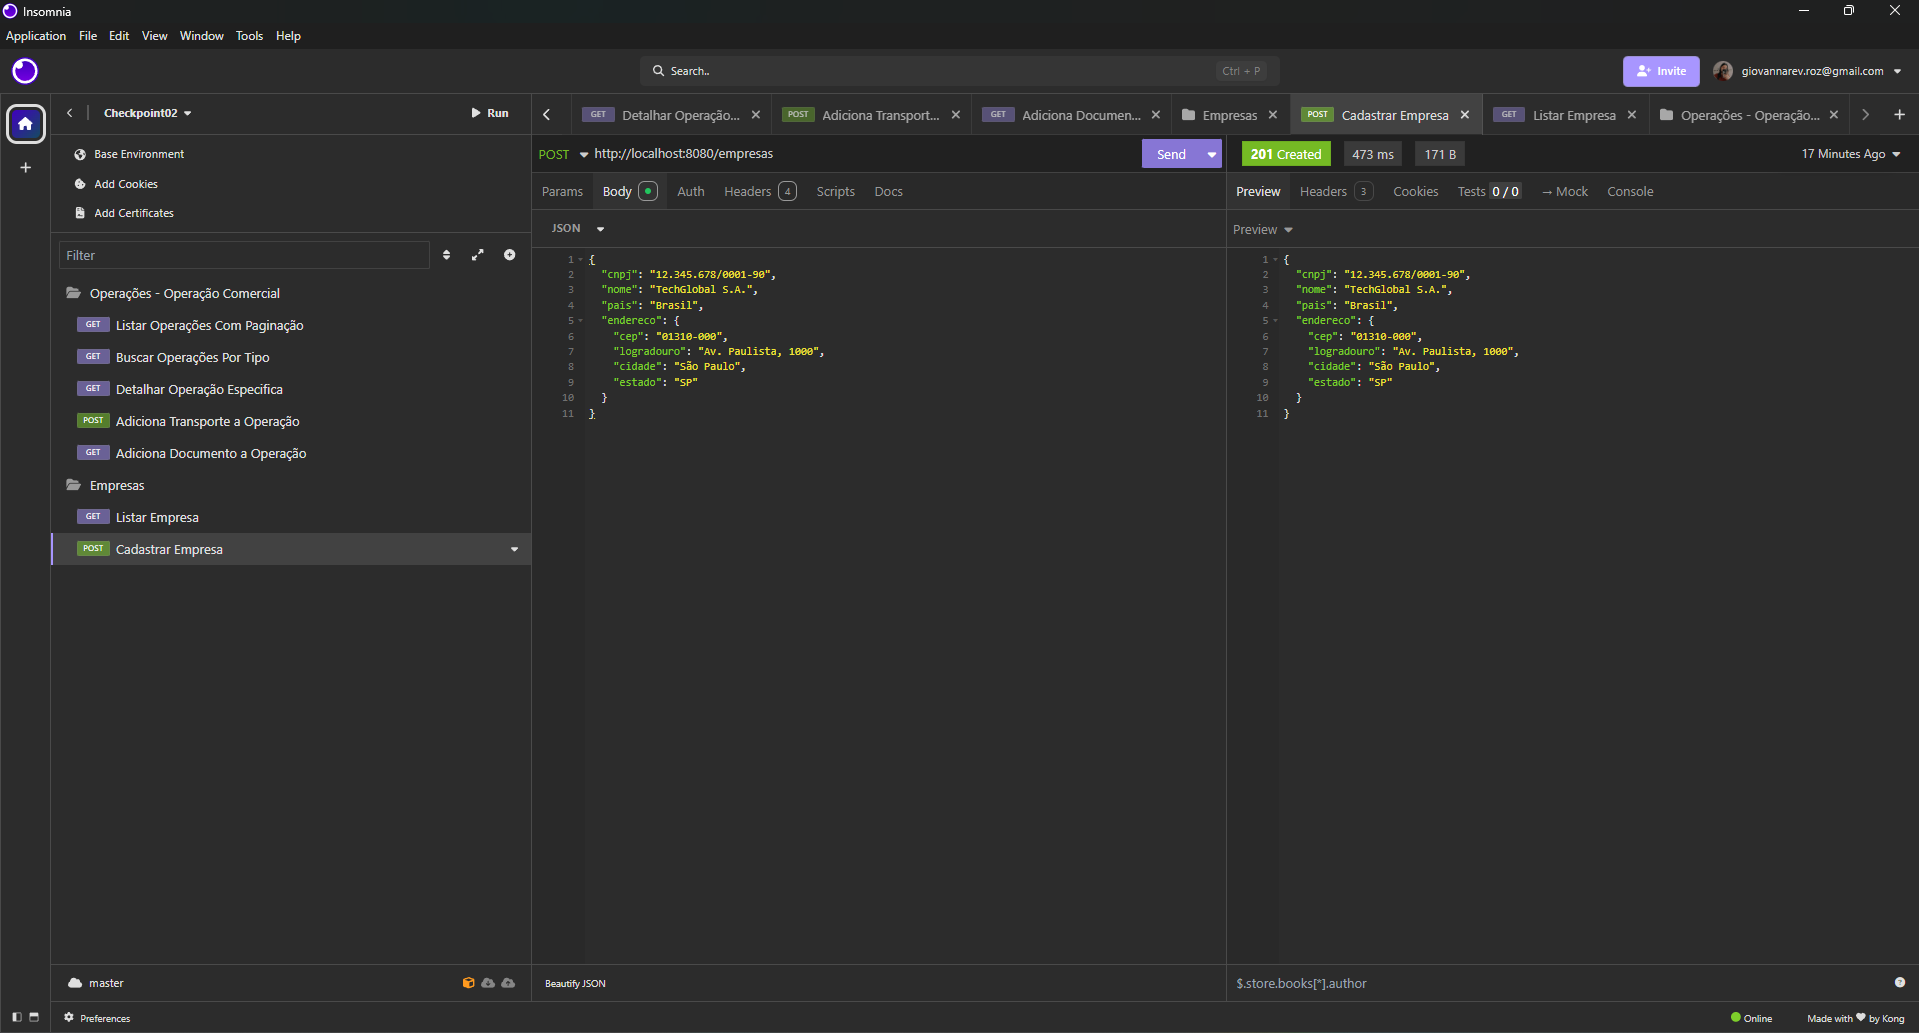 Insomnia
Application File Edit View Window Tools Help
Search.. Ctrl + P
Invite giovannarev.roz@gmail.com
Checkpoint02 Run
Base Environment
Add Cookies
Add Certificates
Filter
Operações - Operação Comercial
GET Listar Operações Com Paginação
GET Buscar Operações Por Tipo
GET Detalhar Operação Especifica
POST Adiciona Transporte a Operação
GET Adiciona Documento a Operação
Empresas
GET Listar Empresa
POST Cadastrar Empresa
master
Preferences
GET Detalhar Operação... POST Adiciona Transport... GET Adiciona Documen... Empresas POST Cadastrar Empresa GET Listar Empresa Operações - Operação...
POST http://localhost:8080/empresas Send
Params Body Auth Headers 4 Scripts Docs
JSON
1 {
2 "cnpj": "12.345.678/0001-90",
3 "nome": "TechGlobal S.A.",
4 "pais": "Brasil",
5 "endereco": {
6 "cep": "01310-000",
7 "logradouro": "Av. Paulista, 1000",
8 "cidade": "São Paulo",
9 "estado": "SP"
10 }
11 }
Beautify JSON
201 Created 473 ms 171 B 17 Minutes Ago
Preview Headers 3 Cookies Tests 0 / 0 → Mock Console
Preview
1 {
2 "cnpj": "12.345.678/0001-90",
3 "nome": "TechGlobal S.A.",
4 "pais": "Brasil",
5 "endereco": {
6 "cep": "01310-000",
7 "logradouro": "Av. Paulista, 1000",
8 "cidade": "São Paulo",
9 "estado": "SP"
10 }
11 }
$.store.books[*].author
Online Made with ♥ by Kong